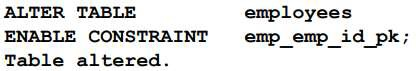 ALTER TABLE employees
ENABLE CONSTRAINT emp_emp_id_pk;
Table altered.